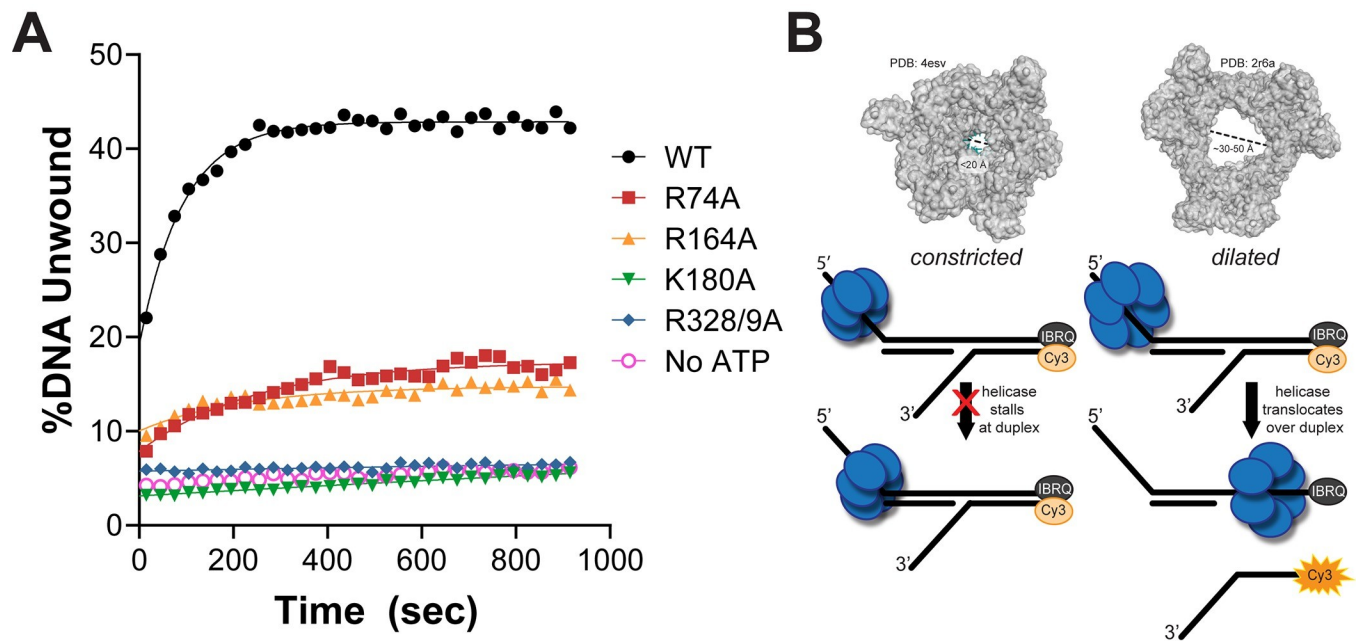 A
%DNA Unwound
50
40
30
20
10
0
0 200 400 600 800 1000
Time (sec)
WT
R74A
R164A
K180A
R328/9A
No ATP
B
PDB: 4esv
<20 Å
constricted
PDB: 2r6a
~30-50 Å
dilated
5′
IBRQ
Cy3
3′
helicase
stalls
at duplex
5′
IBRQ
Cy3
3′
5′
IBRQ
Cy3
3′
helicase
translocates
over duplex
5′
IBRQ
Cy3
3′